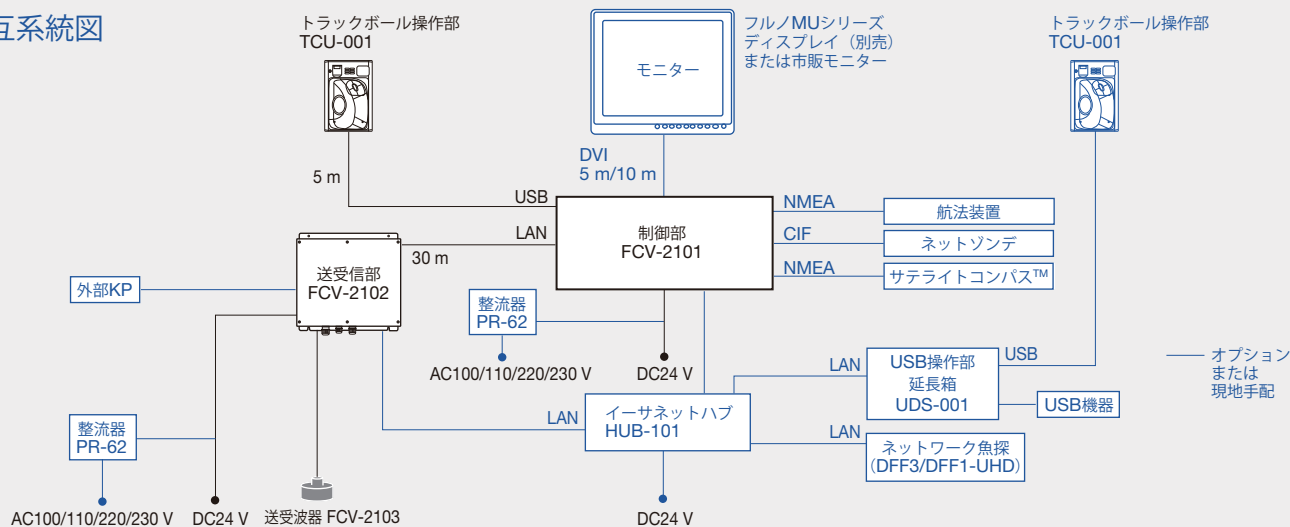 互系統図
トラックボール操作部
TCU-001
フルノMUシリーズ
ディスプレイ（別売）
または市販モニター
トラックボール操作部
TCU-001
モニター
DVI
5 m/10 m
5 m
USB
LAN
30 m
制御部
FCV-2101
NMEA
航法装置
CIF
ネットゾンデ
NMEA
サテライトコンパス™
送受信部
FCV-2102
外部KP
整流器
PR-62
AC100/110/220/230 V
DC24 V
LAN
USB操作部
延長箱
UDS-001
USB
USB機器
オプション
または
現地手配
LAN
イーサネットハブ
HUB-101
LAN
ネットワーク魚探
(DFF3/DFF1-UHD)
整流器
PR-62
AC100/110/220/230 V
DC24 V
送受波器 FCV-2103
DC24 V